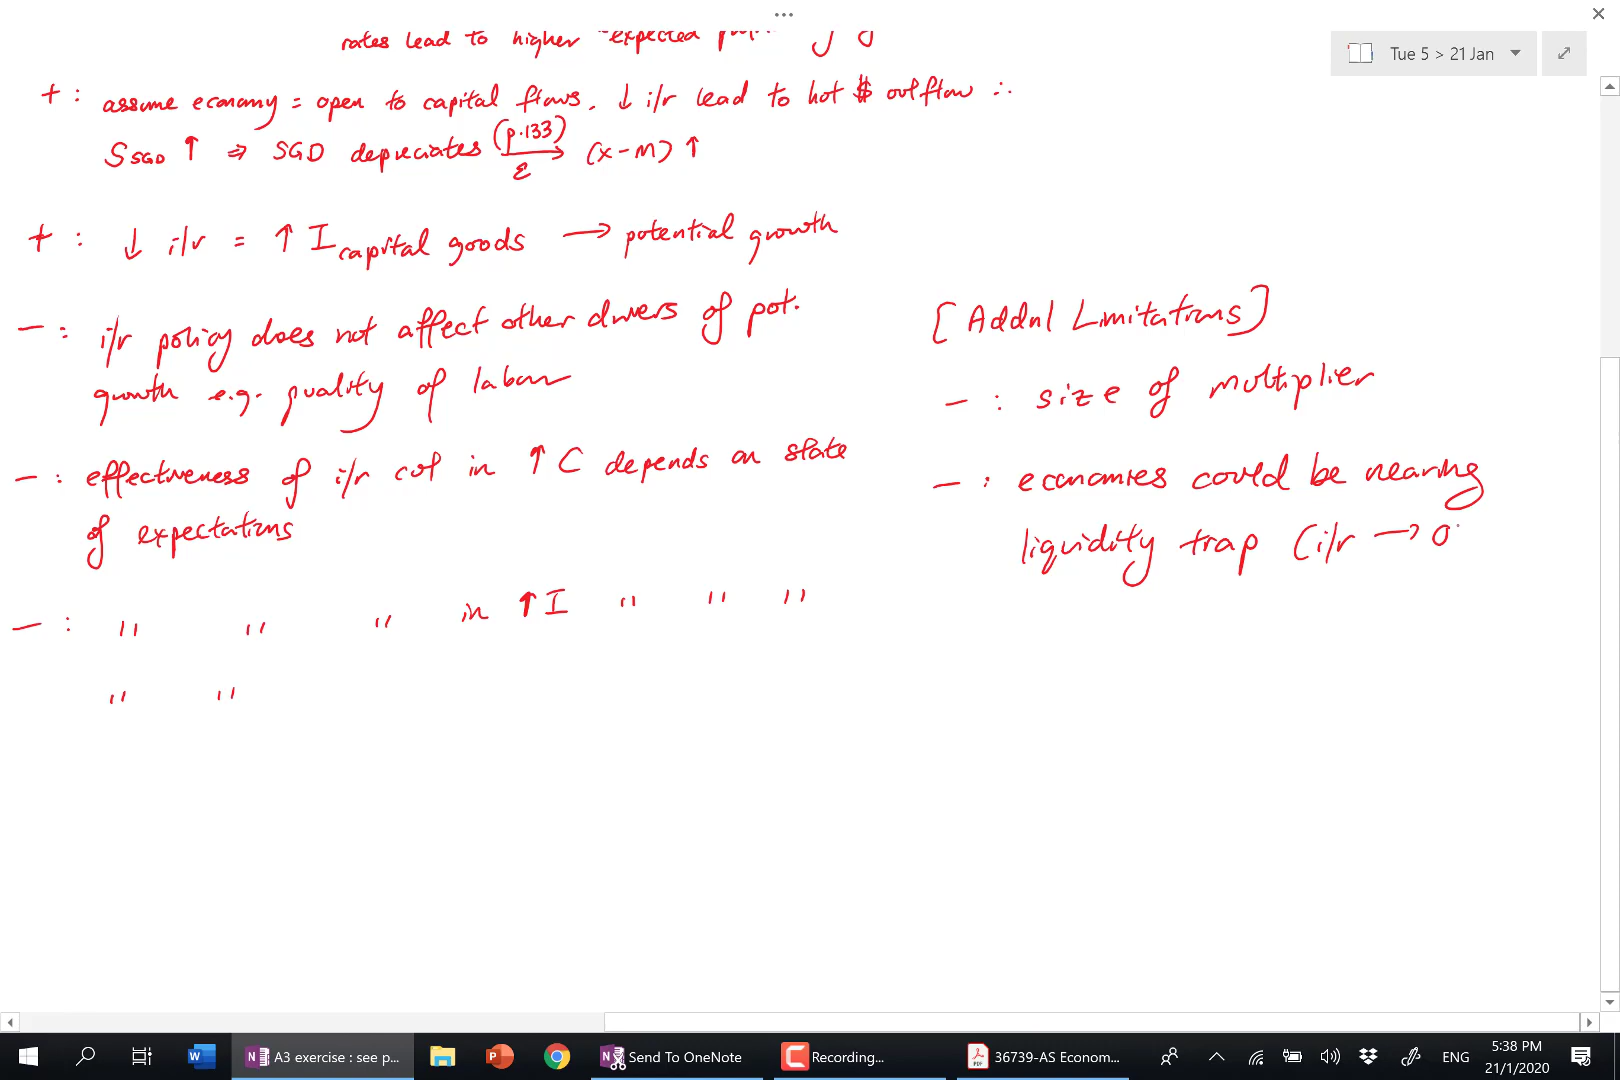 Tue 5 > 21 Jan
rates lead to higher expected
+ : assume economy = open to capital flows. ↓ i/r lead to hot $ outflow ∴
S SGD ↑ ⇒ SGD depreciates (p.133) → ε (x-m) ↑
+ : ↓ i/r = ↑ I capital goods → potential growth
- : i/r policy does not affect other drivers of pot.
growth e.g. quality of labour
- : effectiveness of i/r cut in ↑ C depends on state
of expectations
- : " " " in ↑ I " " "
" "
[Addnl Limitations]
- : size of multiplier
- : economies could be nearing
liquidity trap (i/r → 0
A3 exercise : see p...
Send To OneNote
Recording...
36739-AS Econom...
ENG
5:38 PM
21/1/2020